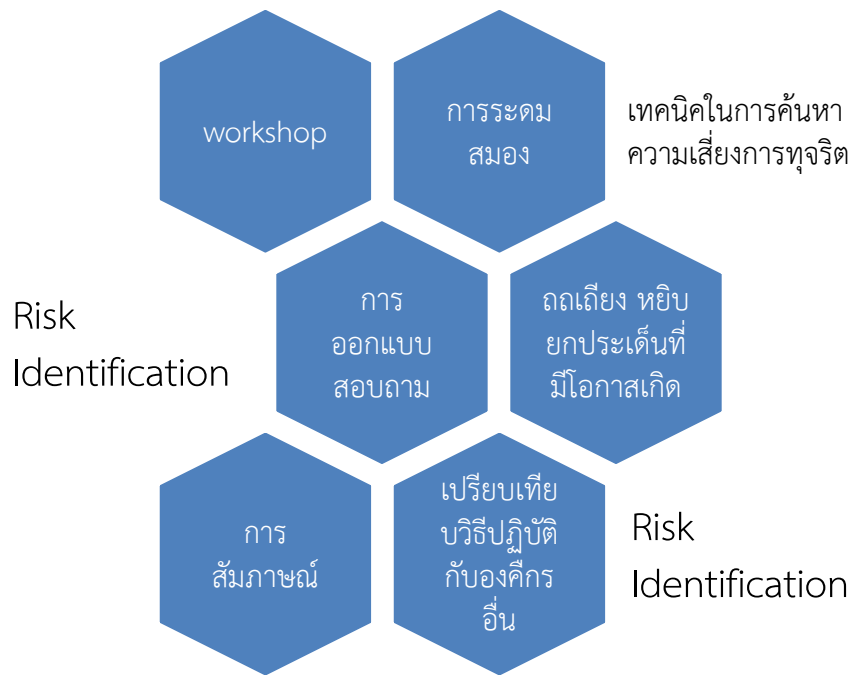 workshop
การระดม
สมอง
เทคนิคในการค้นหา
ความเสี่ยงการทุจริต
Risk
Identification
การ
ออกแบบ
สอบถาม
ถถเถียง หยิบ
ยกประเด็นที่
มีโอกาสเกิด
การ
สัมภาษณ์
เปรียบเทีย
บวิธีปฏิบัติ
กับองค์กร
อื่น
Risk
Identification